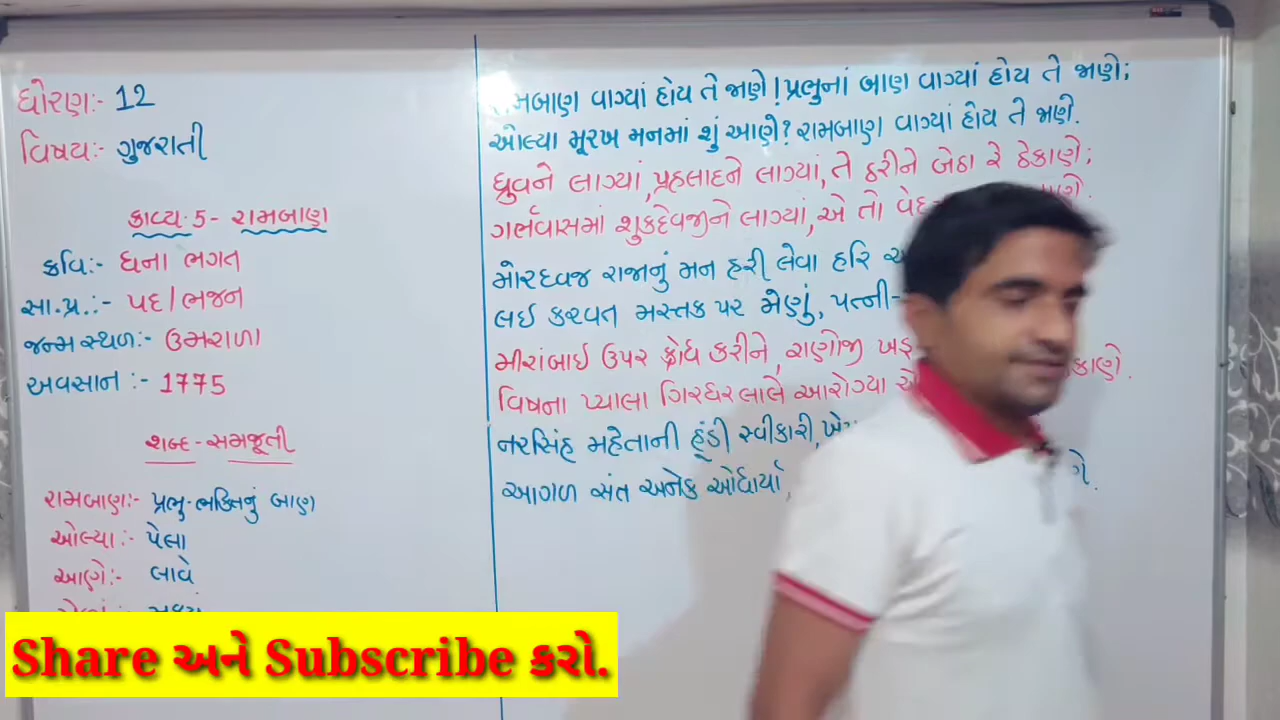 ધોરણ:- 12
વિષય:- ગુજરાતી
કાવ્ય-5- રામબાણ
કવિ:- ધના ભગત
સા.પ્ર.:- પદ/ભજન
જન્મ સ્થળ:- ઉમરાળા
અવસાન :- 1775
શબ્દ-સમજૂતી
રામબાણ:- પ્રભુ-ભક્તિનું બાણ
ઓલ્યા:- પેલા
આણે:- લાવે
મબાણ વાગ્યાં હોય તે જાણે! પ્રભુનાં બાણ વાગ્યાં હોય તે જાણે;
ઓલ્યા મૂરખ મનમાં શું આણે? રામબાણ વાગ્યાં હોય તે જાણે.
ધ્રુવને લાગ્યાં, પ્રહલાદને લાગ્યાં, તે ઠરીને બેઠા રે ઠેકાણે;
ગર્ભવાસમાં શુકદેવજીને લાગ્યાં, એ તો વેદ
મોરધ્વજ રાજાનું મન હરી લેવા હરિ
લઈ કરવત મસ્તક પર મેણું, પત્ની-
મીરાંબાઈ ઉપર ક્રોધ કરીને, રાણોજી ખડ્ગ
વિષના પ્યાલા ગિરધરલાલે આરોગ્યા
નરસિંહ મહેતાની હૂંડી સ્વીકારી,
આગળ સંત અનેક ઓધાર્યા,
Share અને Subscribe કરો.